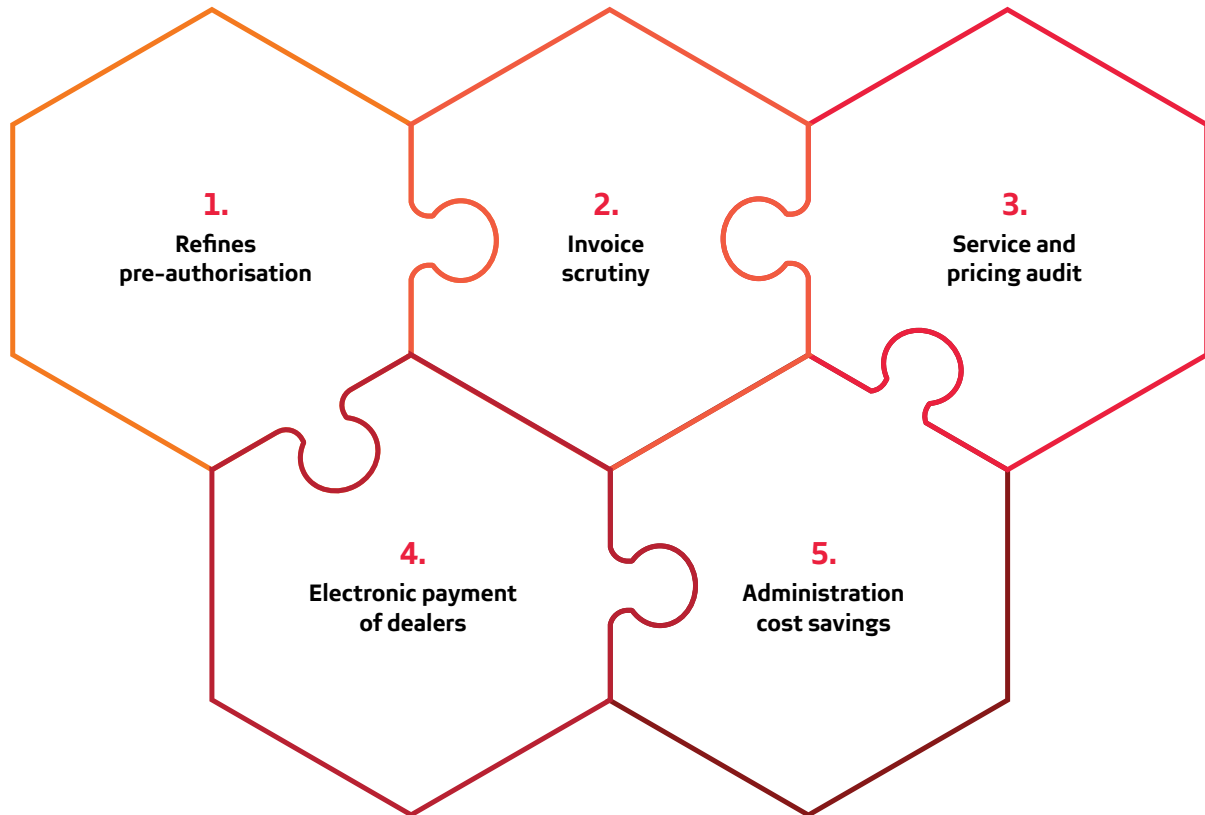 1.
Refines
pre-authorisation
2.
Invoice
scrutiny
3.
Service and
pricing audit
4.
Electronic payment
of dealers
5.
Administration
cost savings